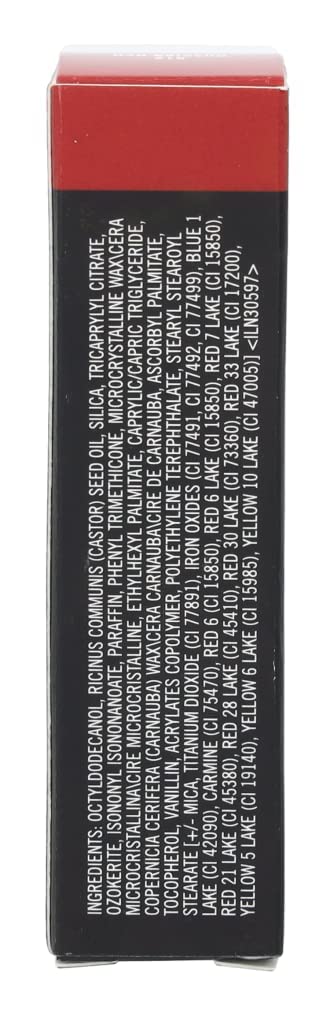 INGREDIENTS: OCTYLDODECANOL, RICINUS COMMUNIS (CASTOR) SEED OIL, SILICA, TRICAPRYLYL CITRATE,
OZOKERITE, ISONONYL ISONONANOATE, PARAFFIN, PHENYL TRIMETHICONE, MICROCRYSTALLINE WAX\CERA
MICROCRISTALLINA\CIRE MICROCRISTALLINE, ETHYLHEXYL PALMITATE, CAPRYLIC/CAPRIC TRIGLYCERIDE,
COPERNICIA CERIFERA (CARNAUBA) WAX\CERA CARNAUBA\CIRE DE CARNAUBA, ASCORBYL PALMITATE,
TOCOPHEROL, VANILLIN, ACRYLATES COPOLYMER, POLYETHYLENE TEREPHTHALATE, STEARYL STEAROYL
STEARATE [+/- MICA, TITANIUM DIOXIDE (CI 77891), IRON OXIDES (CI 77491, CI 77492, CI 77499), BLUE 1
LAKE (CI 42090), CARMINE (CI 75470), RED 6 (CI 15850), RED 6 LAKE (CI 15850), RED 7 LAKE (CI 15850),
RED 21 LAKE (CI 45380), RED 28 LAKE (CI 45410), RED 30 LAKE (CI 73360), RED 33 LAKE (CI 17200),
YELLOW 5 LAKE (CI 19140), YELLOW 6 LAKE (CI 15985), YELLOW 10 LAKE (CI 47005)] <ILN30597>